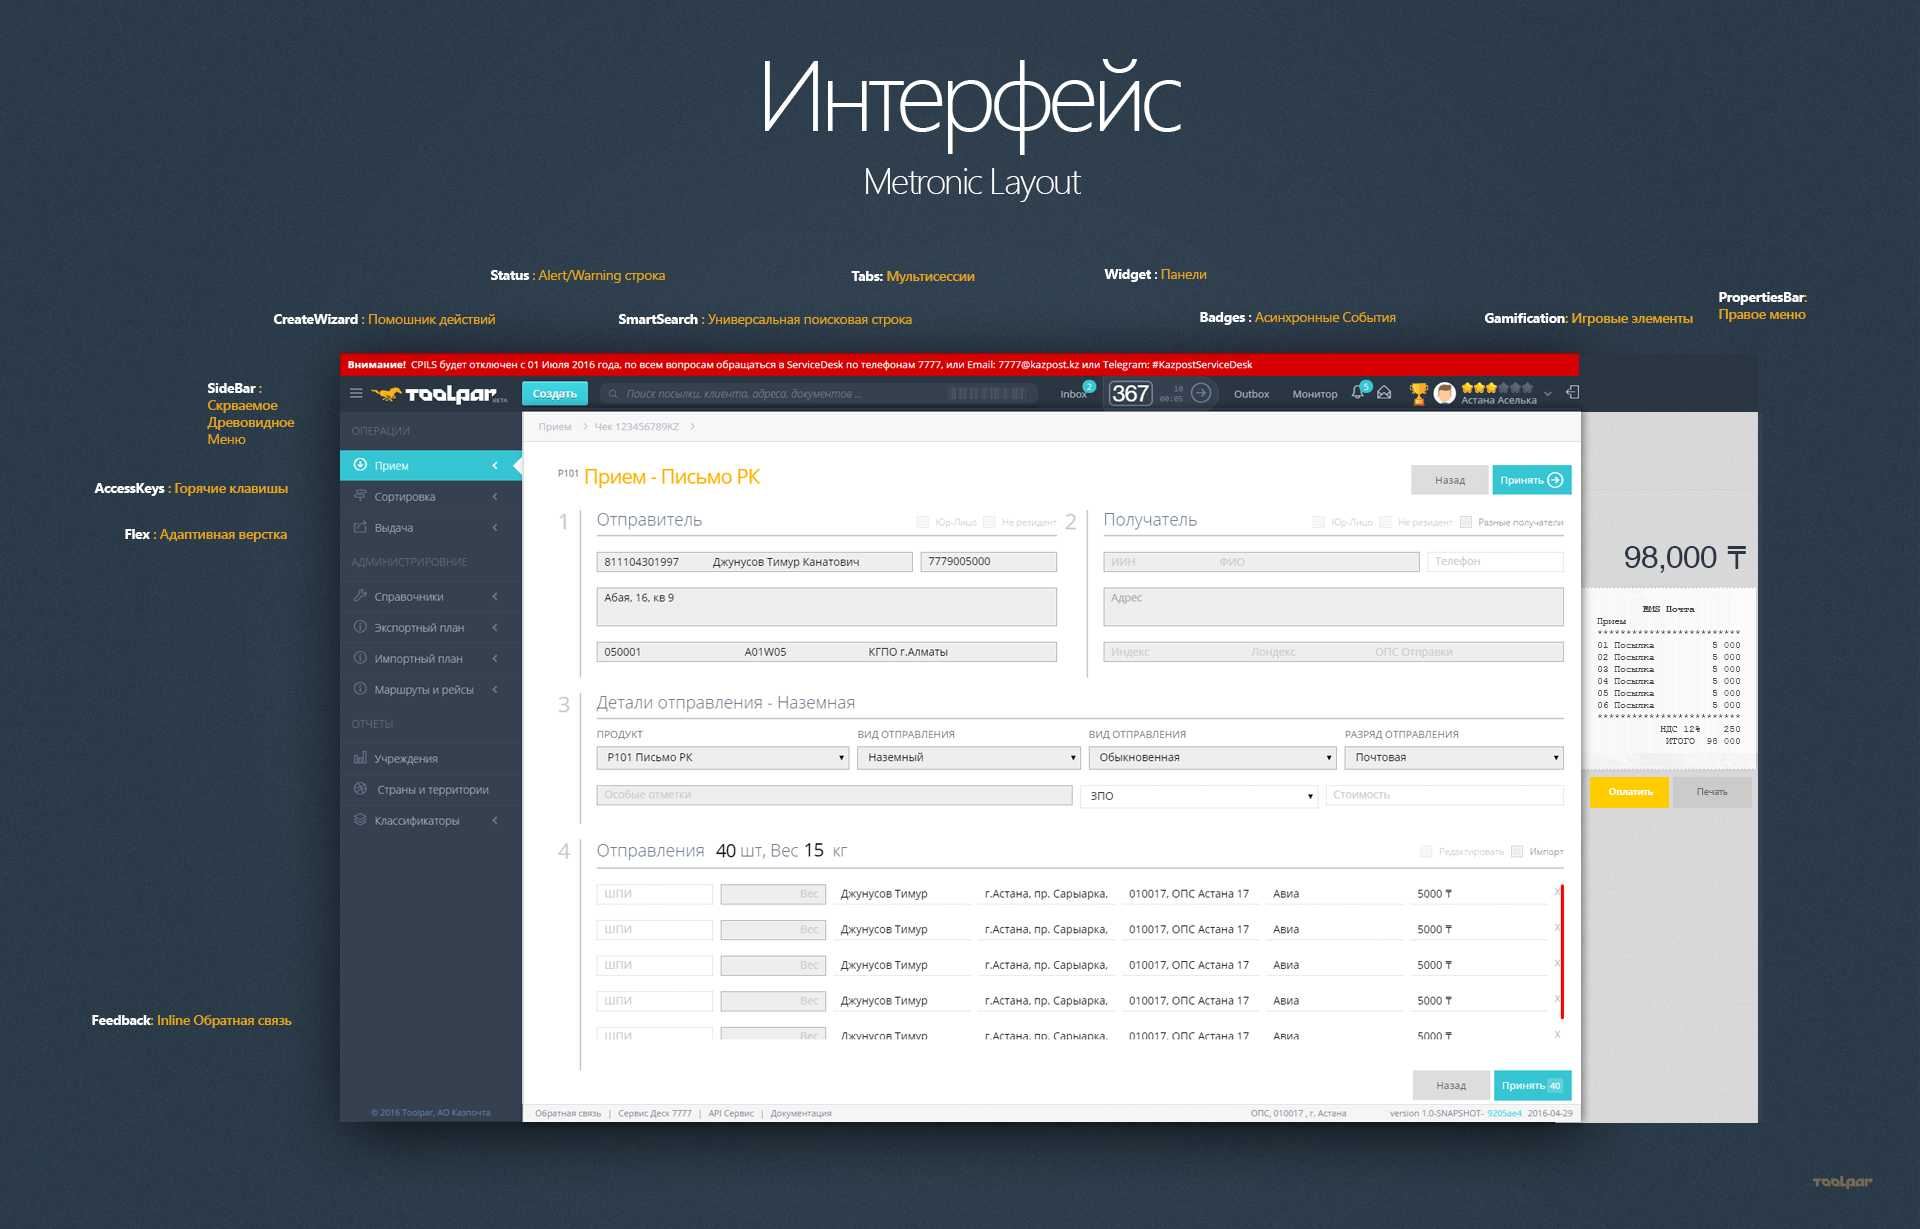 Интерфейс
Metronic Layout
Status : Alert/Warning строка
Tabs: Мультисессии
Widget : Панели
PropertiesBar:
Правое меню
CreateWizard : Помошник действий
SmartSearch : Универсальная поисковая строка
Badges : Асинхронные События
Gamification: Игровые элементы
SideBar :
Скрваемое
Древовидное
Меню
AccessKeys : Горячие клавишы
Flex : Адаптивная верстка
Feedback: Inline Обратная связь
Внимание! CPILS будет отключен с 01 Июля 2016 года, по всем вопросам обращаться в ServiceDesk по телефонам 7777, или Email: 7777@kazpost.kz или Telegram: #KazpostServiceDesk
Toolpar BETA
Создать
Поиск посылки, клиента, адреса, документов ...
Inbox 2
367
10
00:05
Outbox
Монитор
5
Астана Аселька
ОПЕРАЦИИ
Прием
Сортировка
Выдача
АДМИНИСТРИРОВНИЕ
Справочники
Экспортный план
Импортный план
Маршруты и рейсы
ОТЧЕТЫ
Учреждения
Страны и территории
Классификаторы
© 2016 Toolpar, АО Казпочта
Прием > Чек 123456789KZ >
P101 Прием - Письмо РК
Назад
Принять
1 Отправитель
Юр-Лицо
Не резидент
811104301997 Джунусов Тимур Канатович
7779005000
Абая, 16, кв 9
050001 A01W05 КГПО г.Алматы
2 Получатель
Юр-Лицо
Не резидент
Разные получатели
ИИН ФИО
Телефон
Адрес
Индекс Лондекс ОПС Отправки
3 Детали отправления - Наземная
ПРОДУКТ ВИД ОТПРАВЛЕНИЯ ВИД ОТПРАВЛЕНИЯ РАЗРЯД ОТПРАВЛЕНИЯ
P101 Письмо РК Наземный Обыкновенная Почтовая
Особые отметки ЗПО Стоимость
4 Отправления 40 шт, Вес 15 кг
Редактировать
Импорт
ШПИ Вес Джунусов Тимур г.Астана, пр. Сарыарка, 010017, ОПС Астана 17 Авиа 5000 ₸ x
ШПИ Вес Джунусов Тимур г.Астана, пр. Сарыарка, 010017, ОПС Астана 17 Авиа 5000 ₸ x
ШПИ Вес Джунусов Тимур г.Астана, пр. Сарыарка, 010017, ОПС Астана 17 Авиа 5000 ₸ x
ШПИ Вес Джунусов Тимур г.Астана, пр. Сарыарка, 010017, ОПС Астана 17 Авиа 5000 ₸ x
ШПИ Вес Джунусов Тимур г.Астана, пр. Сарыарка, 010017, ОПС Астана 17 Авиа 5000 ₸ x
Назад
Принять 40
Обратная связь | Сервис Деск 7777 | API Сервис | Документация
ОПС, 010017 , г. Астана
version 1.0-SNAPSHOT- 9205ae4 2016-04-29
98,000 ₸
EMS Почта
Прием
*************************
01 Посылка 5 000
02 Посылка 5 000
03 Посылка 5 000
04 Посылка 5 000
05 Посылка 5 000
06 Посылка 5 000
*************************
НДС 12% 250
ИТОГО 98 000
Оплатить
Печать
Toolpar